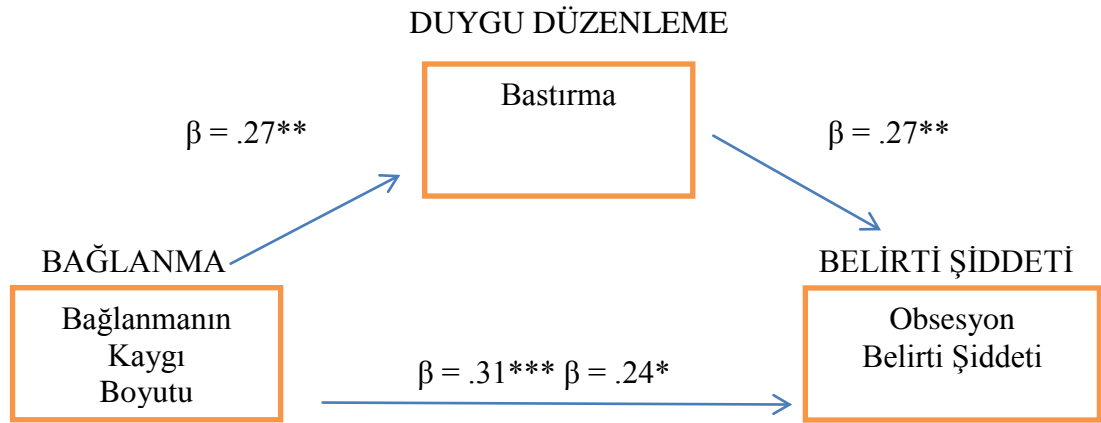 DUYGU DÜZENLEME
Bastırma
β = .27**
β = .27**
BAĞLANMA
BELİRTİ ŞİDDETİ
Bağlanmanın
Kaygı
Boyutu
Obsesyon
Belirti Şiddeti
β = .31*** β = .24*